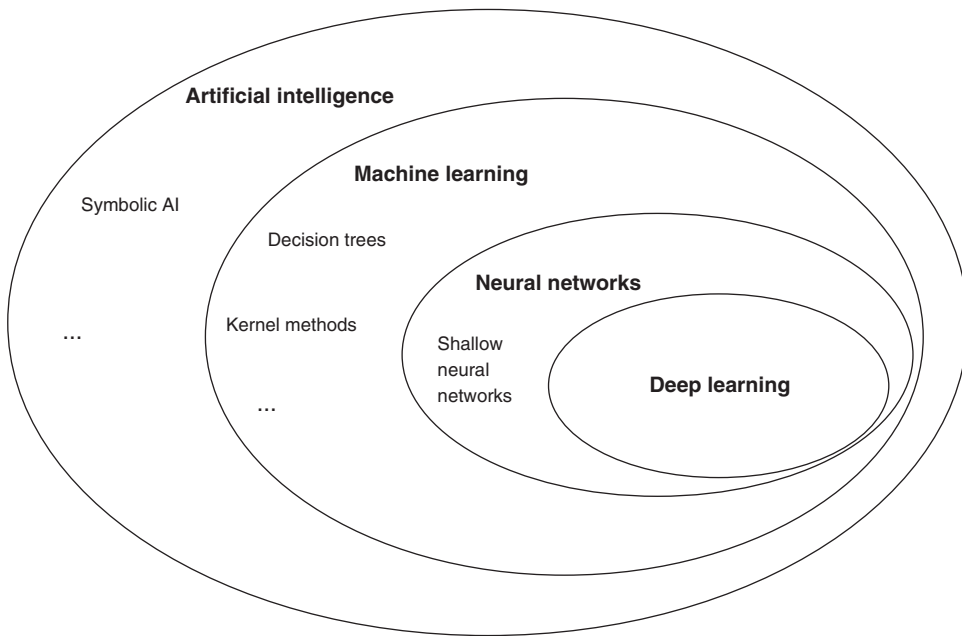 Artificial intelligence
Machine learning
Symbolic AI
Decision trees
Neural networks
Kernel methods
...
Shallow
neural
networks
Deep learning
...